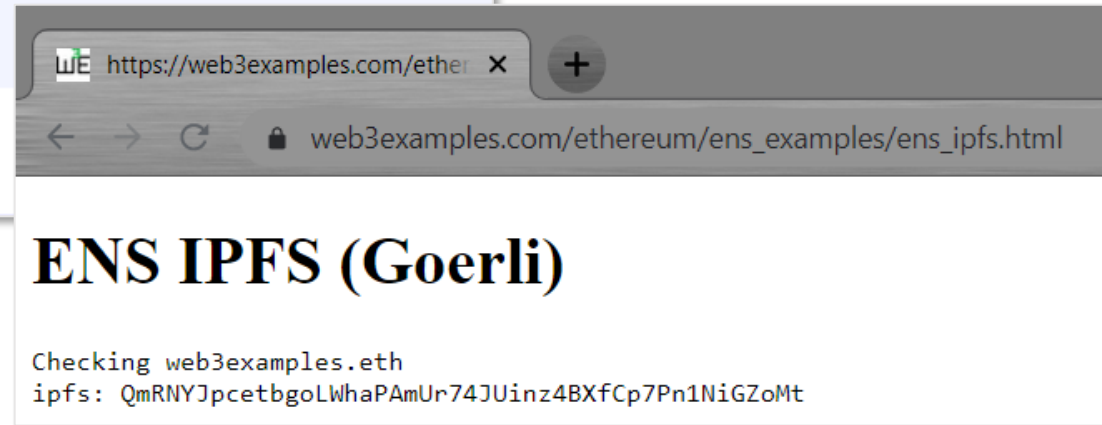 WE https://web3examples.com/ether
web3examples.com/ethereum/ens_examples/ens_ipfs.html
ENS IPFS (Goerli)
Checking web3examples.eth
ipfs: QmRNYJpcetbgoLWhaPAmUr74JUinz4BXfCp7Pn1NiGZoMt